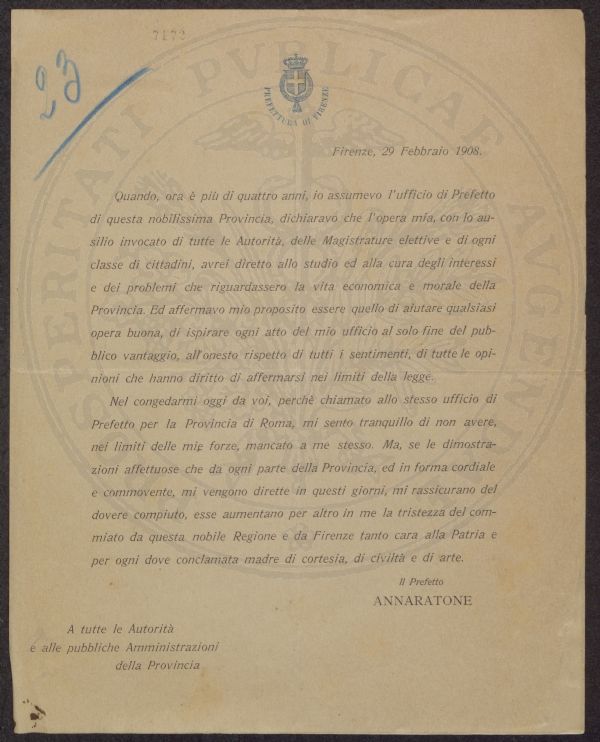 7172
23
PREFETTURA DI FIRENZE
Firenze, 29 Febbraio 1908.
Quando, ora è più di quattro anni, io assumevo l'ufficio di Prefetto
di questa nobilissima Provincia, dichiaravo che l'opera mia, con lo au-
silio invocato di tutte le Autorità, delle Magistrature elettive e di ogni
classe di cittadini, avrei diretto allo studio ed alla cura degli interessi
e dei problemi che riguardassero la vita economica e morale della
Provincia. Ed affermavo mio proposito essere quello di aiutare qualsiasi
opera buona, di ispirare ogni atto del mio ufficio al solo fine del pub-
blico vantaggio, all'onesto rispetto di tutti i sentimenti, di tutte le opi-
nioni che hanno diritto di affermarsi nei limiti della legge.
Nel congedarmi oggi da voi, perchè chiamato allo stesso ufficio di
Prefetto per la Provincia di Roma, mi sento tranquillo di non avere,
nei limiti delle mie forze, mancato a me stesso. Ma, se le dimostra-
zioni affettuose che da ogni parte della Provincia, ed in forma cordiale
e commovente, mi vengono dirette in questi giorni, mi rassicurano del
dovere compiuto, esse aumentano per altro in me la tristezza del com-
miato da questa nobile Regione e da Firenze tanto cara alla Patria e
per ogni dove conclamata madre di cortesia, di civiltà e di arte.
Il Prefetto
ANNARATONE
A tutte le Autorità
e alle pubbliche Amministrazioni
della Provincia
SPERITATI PVBLICAE AVGENDAE